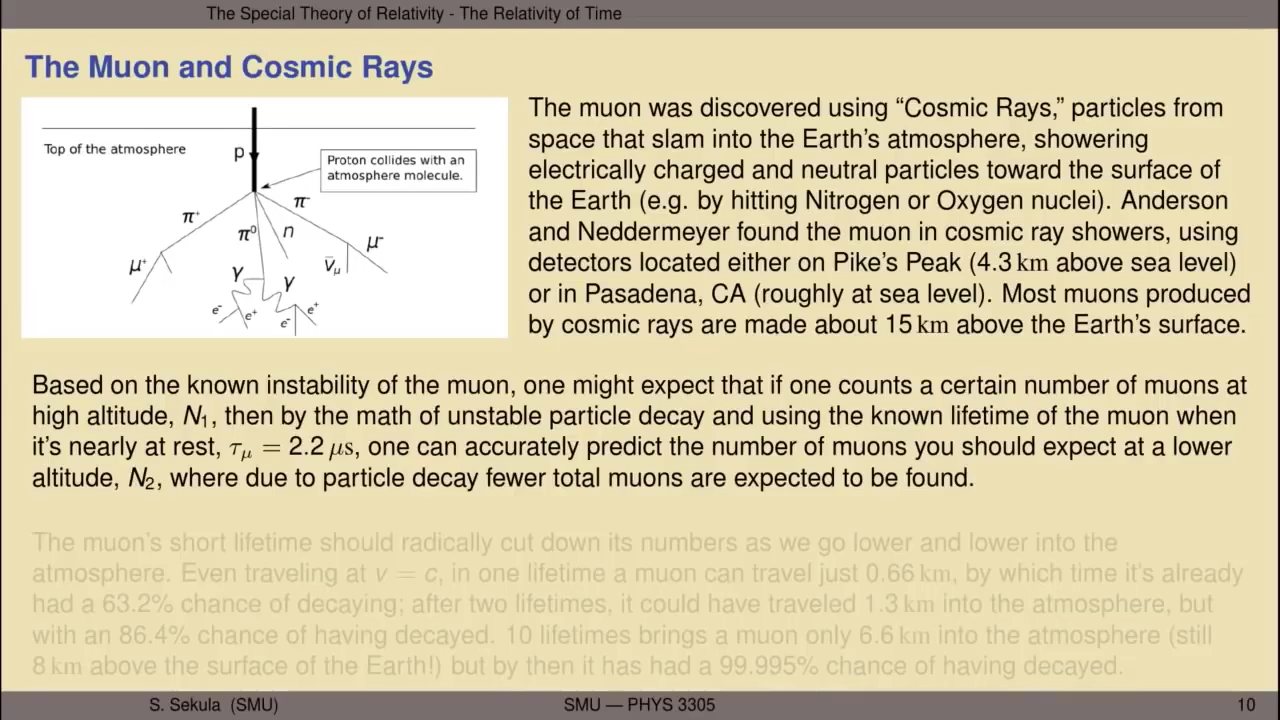 The Special Theory of Relativity - The Relativity of Time
The Muon and Cosmic Rays
Top of the atmosphere
p
Proton collides with an
atmosphere molecule.
π⁺
π⁻
π⁰
n
μ⁺
μ⁻
γ
γ
ν̄_μ
e⁻
e⁺
e⁻
e⁺
The muon was discovered using “Cosmic Rays,” particles from
space that slam into the Earth’s atmosphere, showering
electrically charged and neutral particles toward the surface of
the Earth (e.g. by hitting Nitrogen or Oxygen nuclei). Anderson
and Neddermeyer found the muon in cosmic ray showers, using
detectors located either on Pike’s Peak (4.3 km above sea level)
or in Pasadena, CA (roughly at sea level). Most muons produced
by cosmic rays are made about 15 km above the Earth’s surface.
Based on the known instability of the muon, one might expect that if one counts a certain number of muons at
high altitude, N₁, then by the math of unstable particle decay and using the known lifetime of the muon when
it’s nearly at rest, τ_μ = 2.2 μs, one can accurately predict the number of muons you should expect at a lower
altitude, N₂, where due to particle decay fewer total muons are expected to be found.
The muon’s short lifetime should radically cut down its numbers as we go lower and lower into the
atmosphere. Even traveling at v = c, in one lifetime a muon can travel just 0.66 km, by which time it’s already
had a 63.2% chance of decaying; after two lifetimes, it could have traveled 1.3 km into the atmosphere, but
with an 86.4% chance of having decayed. 10 lifetimes brings a muon only 6.6 km into the atmosphere (still
8 km above the surface of the Earth!) but by then it has had a 99.995% chance of having decayed.
S. Sekula (SMU)
SMU — PHYS 3305
10